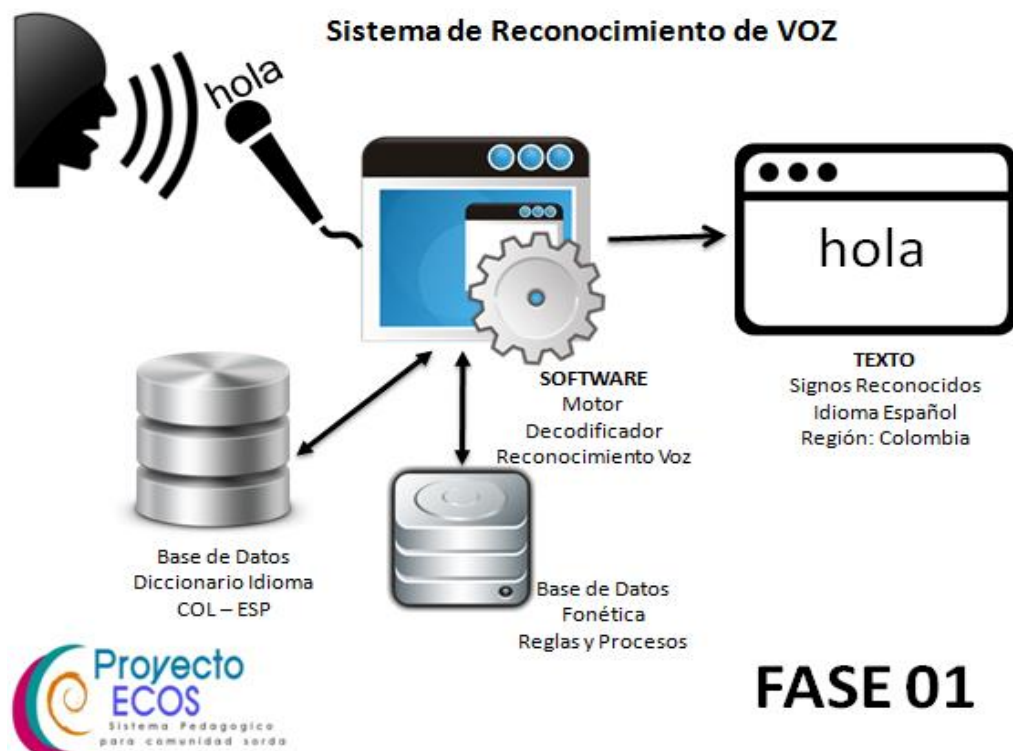 Sistema de Reconocimiento de VOZ
hola
hola
SOFTWARE
Motor
Decodificador
Reconocimiento Voz
TEXTO
Signos Reconocidos
Idioma Español
Región: Colombia
Base de Datos
Diccionario Idioma
COL – ESP
Base de Datos
Fonética
Reglas y Procesos
Proyecto
ECOS
Sistema Pedagogico
para comunidad sorda
FASE 01